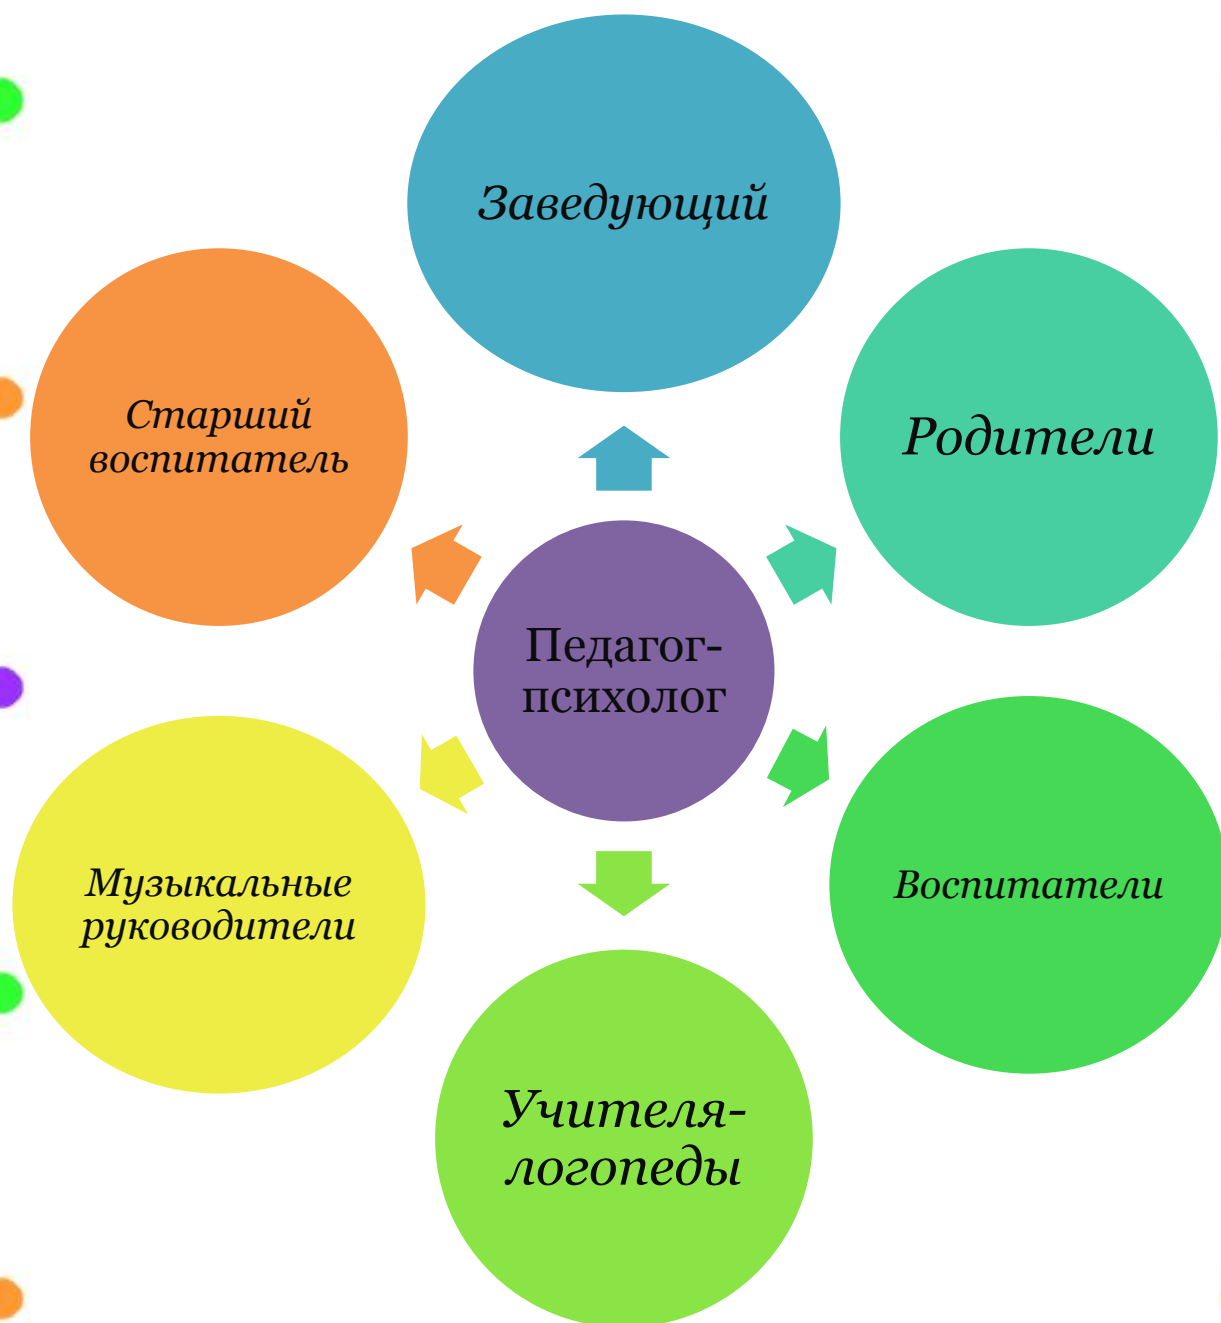 Заведующий
Старший
воспитатель
Родители
Педагог-
психолог
Музыкальные
руководители
Воспитатели
Учителя-
логопеды